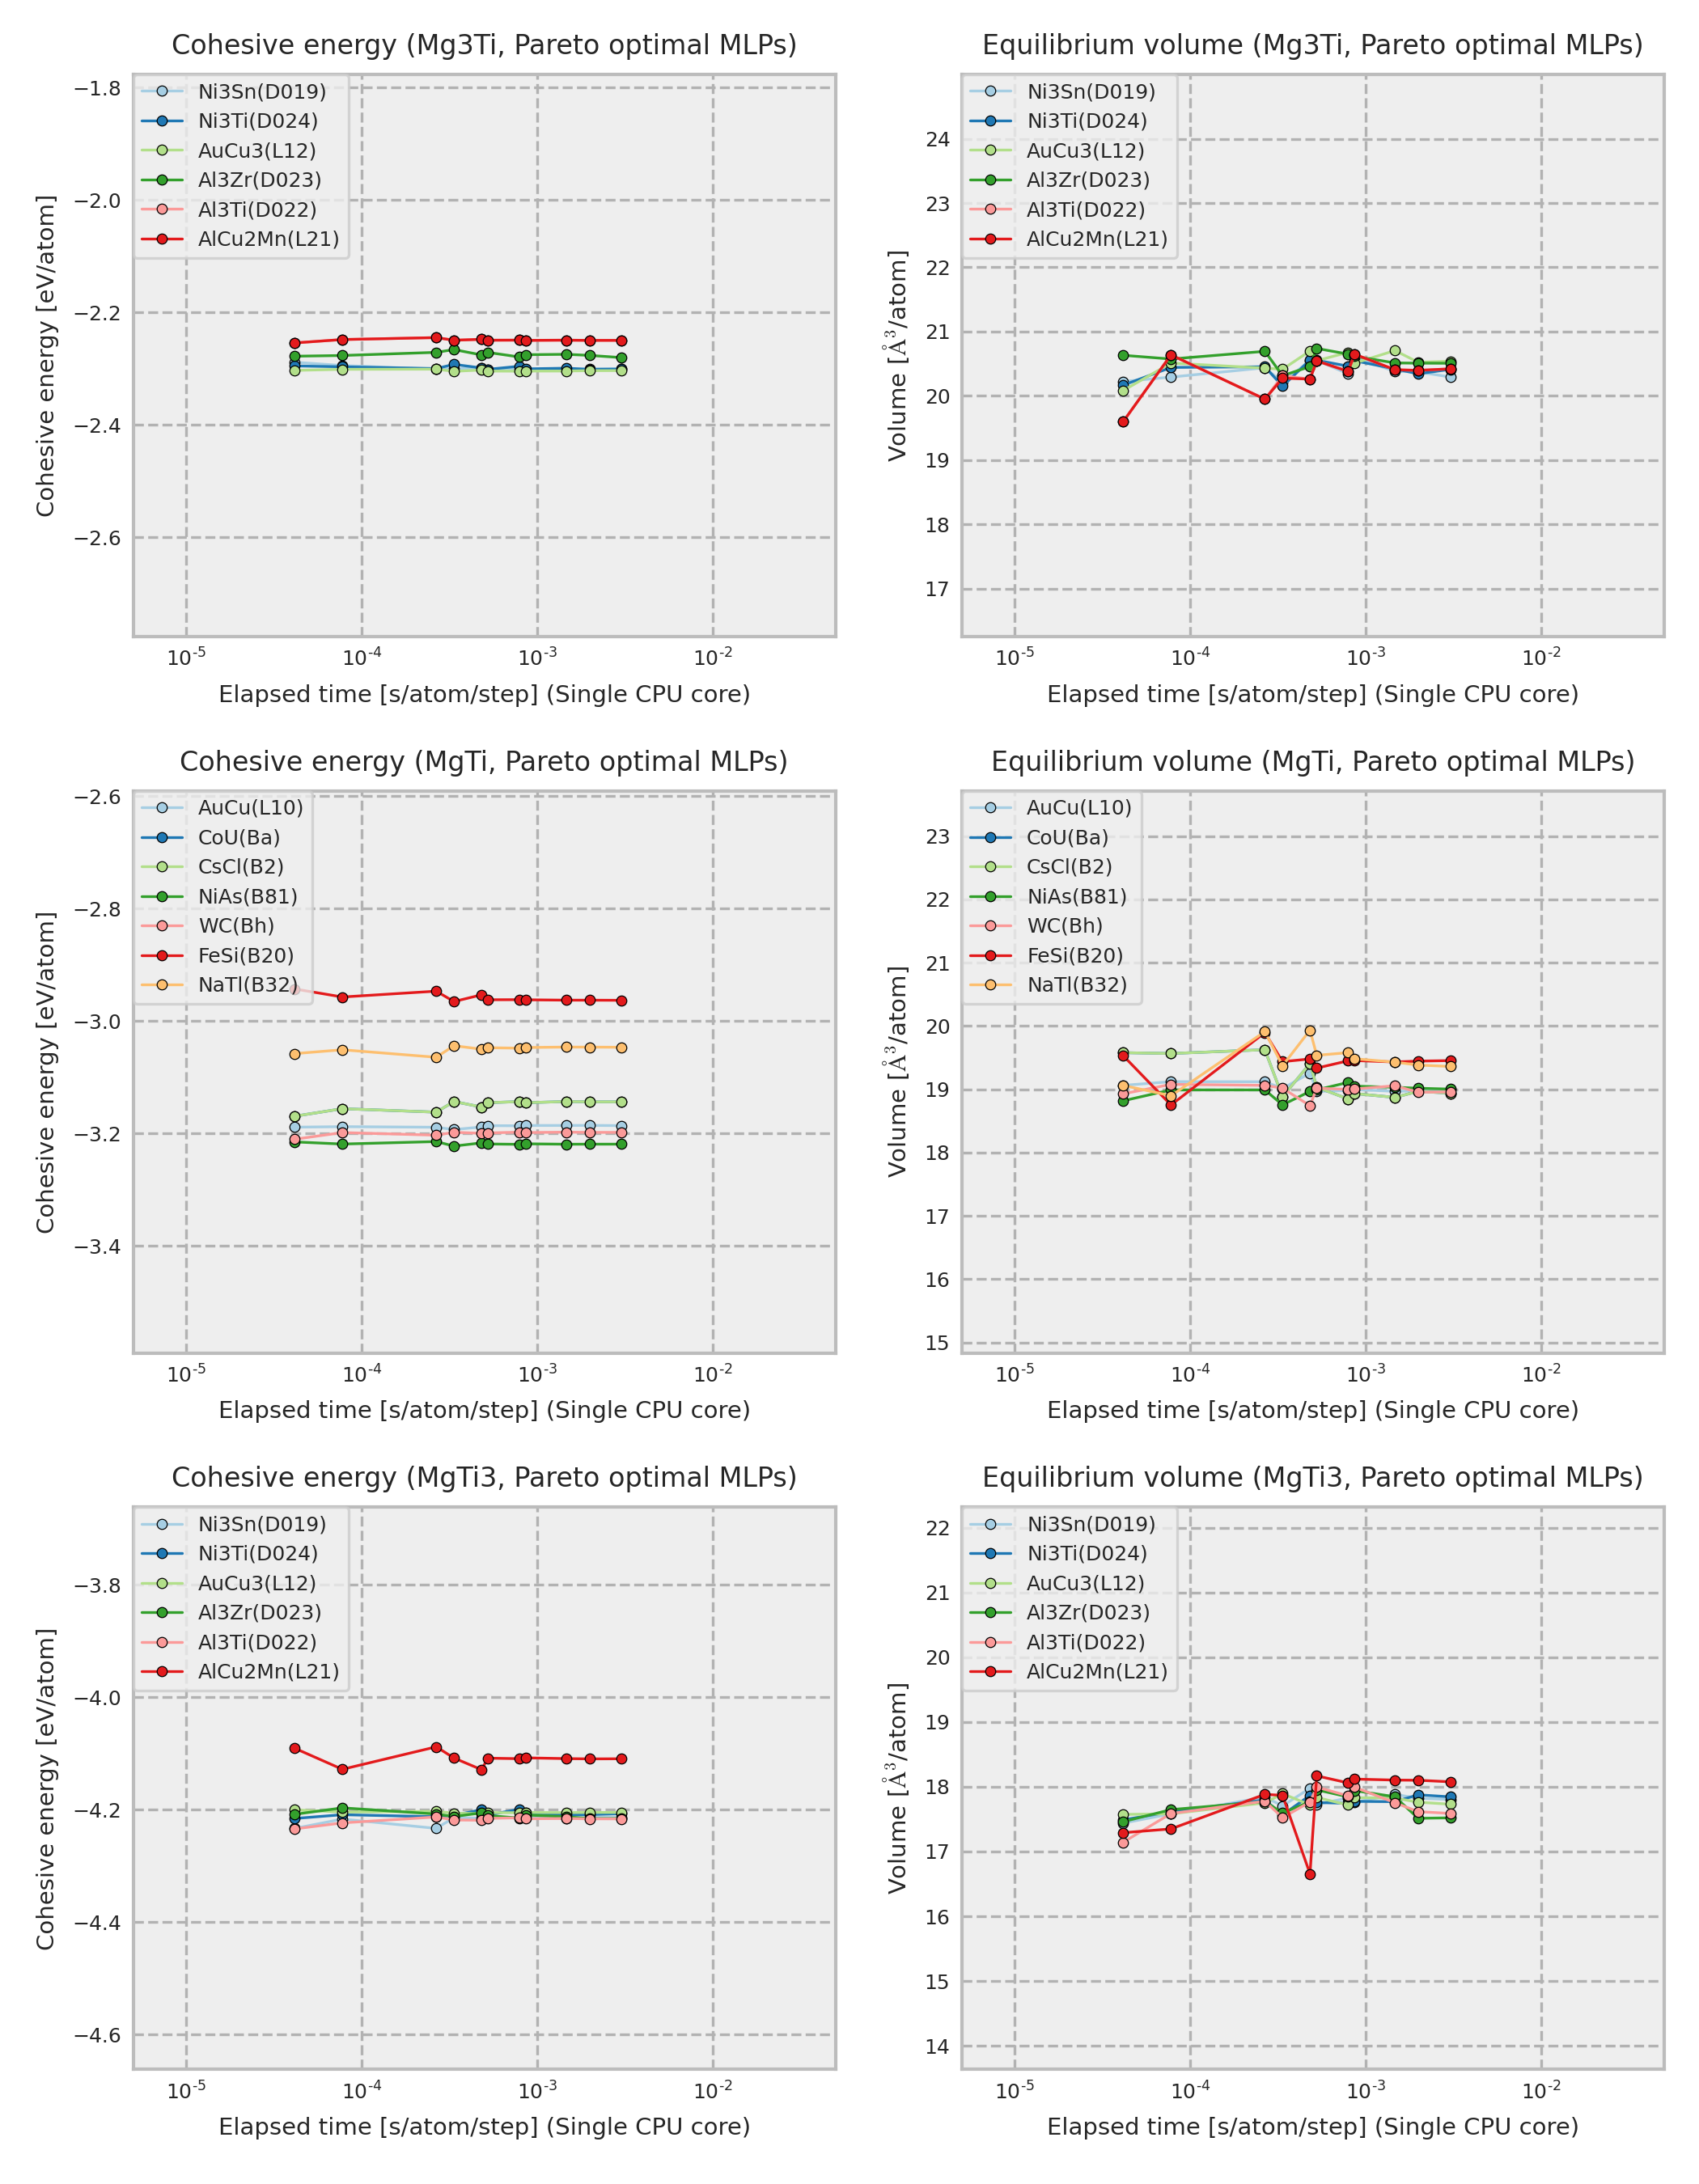 Cohesive energy (Mg3Ti, Pareto optimal MLPs)
Cohesive energy [eV/atom]
−1.8
−2.0
−2.2
−2.4
−2.6
Ni3Sn(D019)
Ni3Ti(D024)
AuCu3(L12)
Al3Zr(D023)
Al3Ti(D022)
AlCu2Mn(L21)
10-5 10-4 10-3 10-2
Elapsed time [s/atom/step] (Single CPU core)
Equilibrium volume (Mg3Ti, Pareto optimal MLPs)
Volume [Å3/atom]
24
23
22
21
20
19
18
17
Ni3Sn(D019)
Ni3Ti(D024)
AuCu3(L12)
Al3Zr(D023)
Al3Ti(D022)
AlCu2Mn(L21)
10-5 10-4 10-3 10-2
Elapsed time [s/atom/step] (Single CPU core)
Cohesive energy (MgTi, Pareto optimal MLPs)
Cohesive energy [eV/atom]
−2.6
−2.8
−3.0
−3.2
−3.4
AuCu(L10)
CoU(Ba)
CsCl(B2)
NiAs(B81)
WC(Bh)
FeSi(B20)
NaTl(B32)
10-5 10-4 10-3 10-2
Elapsed time [s/atom/step] (Single CPU core)
Equilibrium volume (MgTi, Pareto optimal MLPs)
Volume [Å3/atom]
23
22
21
20
19
18
17
16
15
AuCu(L10)
CoU(Ba)
CsCl(B2)
NiAs(B81)
WC(Bh)
FeSi(B20)
NaTl(B32)
10-5 10-4 10-3 10-2
Elapsed time [s/atom/step] (Single CPU core)
Cohesive energy (MgTi3, Pareto optimal MLPs)
Cohesive energy [eV/atom]
−3.8
−4.0
−4.2
−4.4
−4.6
Ni3Sn(D019)
Ni3Ti(D024)
AuCu3(L12)
Al3Zr(D023)
Al3Ti(D022)
AlCu2Mn(L21)
10-5 10-4 10-3 10-2
Elapsed time [s/atom/step] (Single CPU core)
Equilibrium volume (MgTi3, Pareto optimal MLPs)
Volume [Å3/atom]
22
21
20
19
18
17
16
15
14
Ni3Sn(D019)
Ni3Ti(D024)
AuCu3(L12)
Al3Zr(D023)
Al3Ti(D022)
AlCu2Mn(L21)
10-5 10-4 10-3 10-2
Elapsed time [s/atom/step] (Single CPU core)